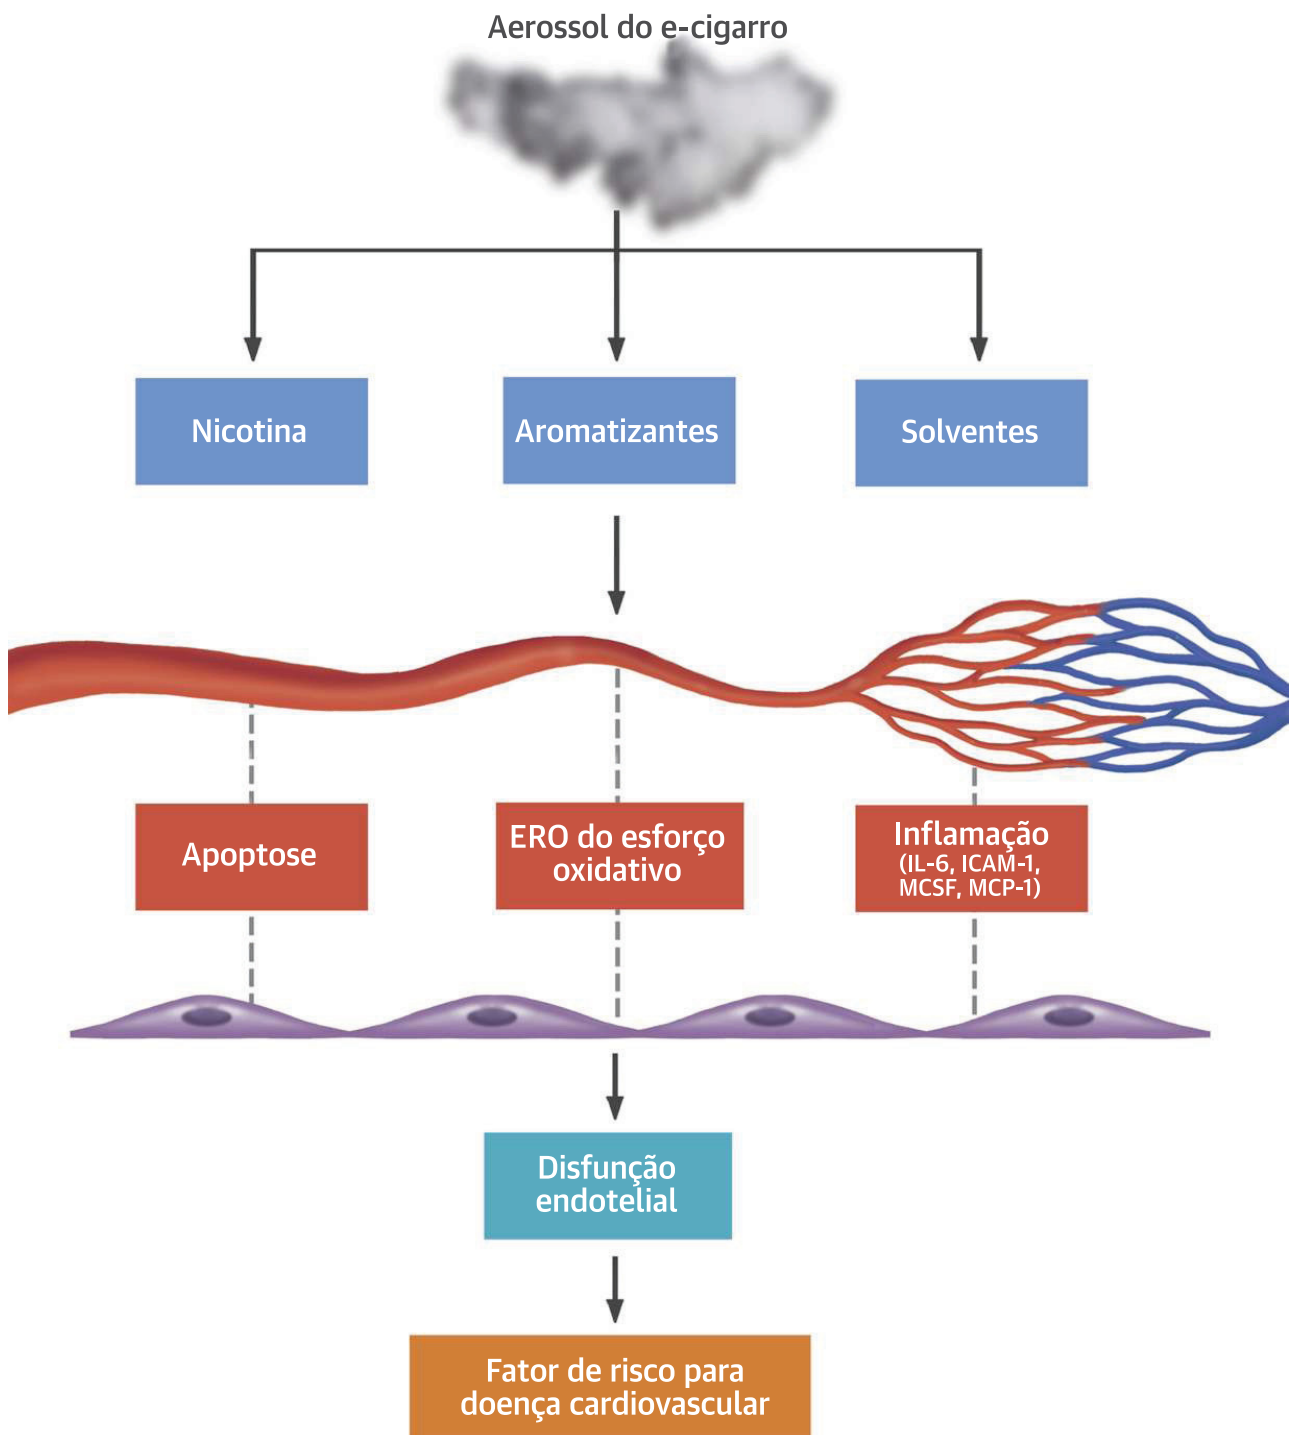 Aerossol do e-cigarro
Nicotina
Aromatizantes
Solventes
Apoptose
ERO do esforço
oxidativo
Inflamação
(IL-6, ICAM-1,
MCSF, MCP-1)
Disfunção
endotelial
Fator de risco para
doença cardiovascular